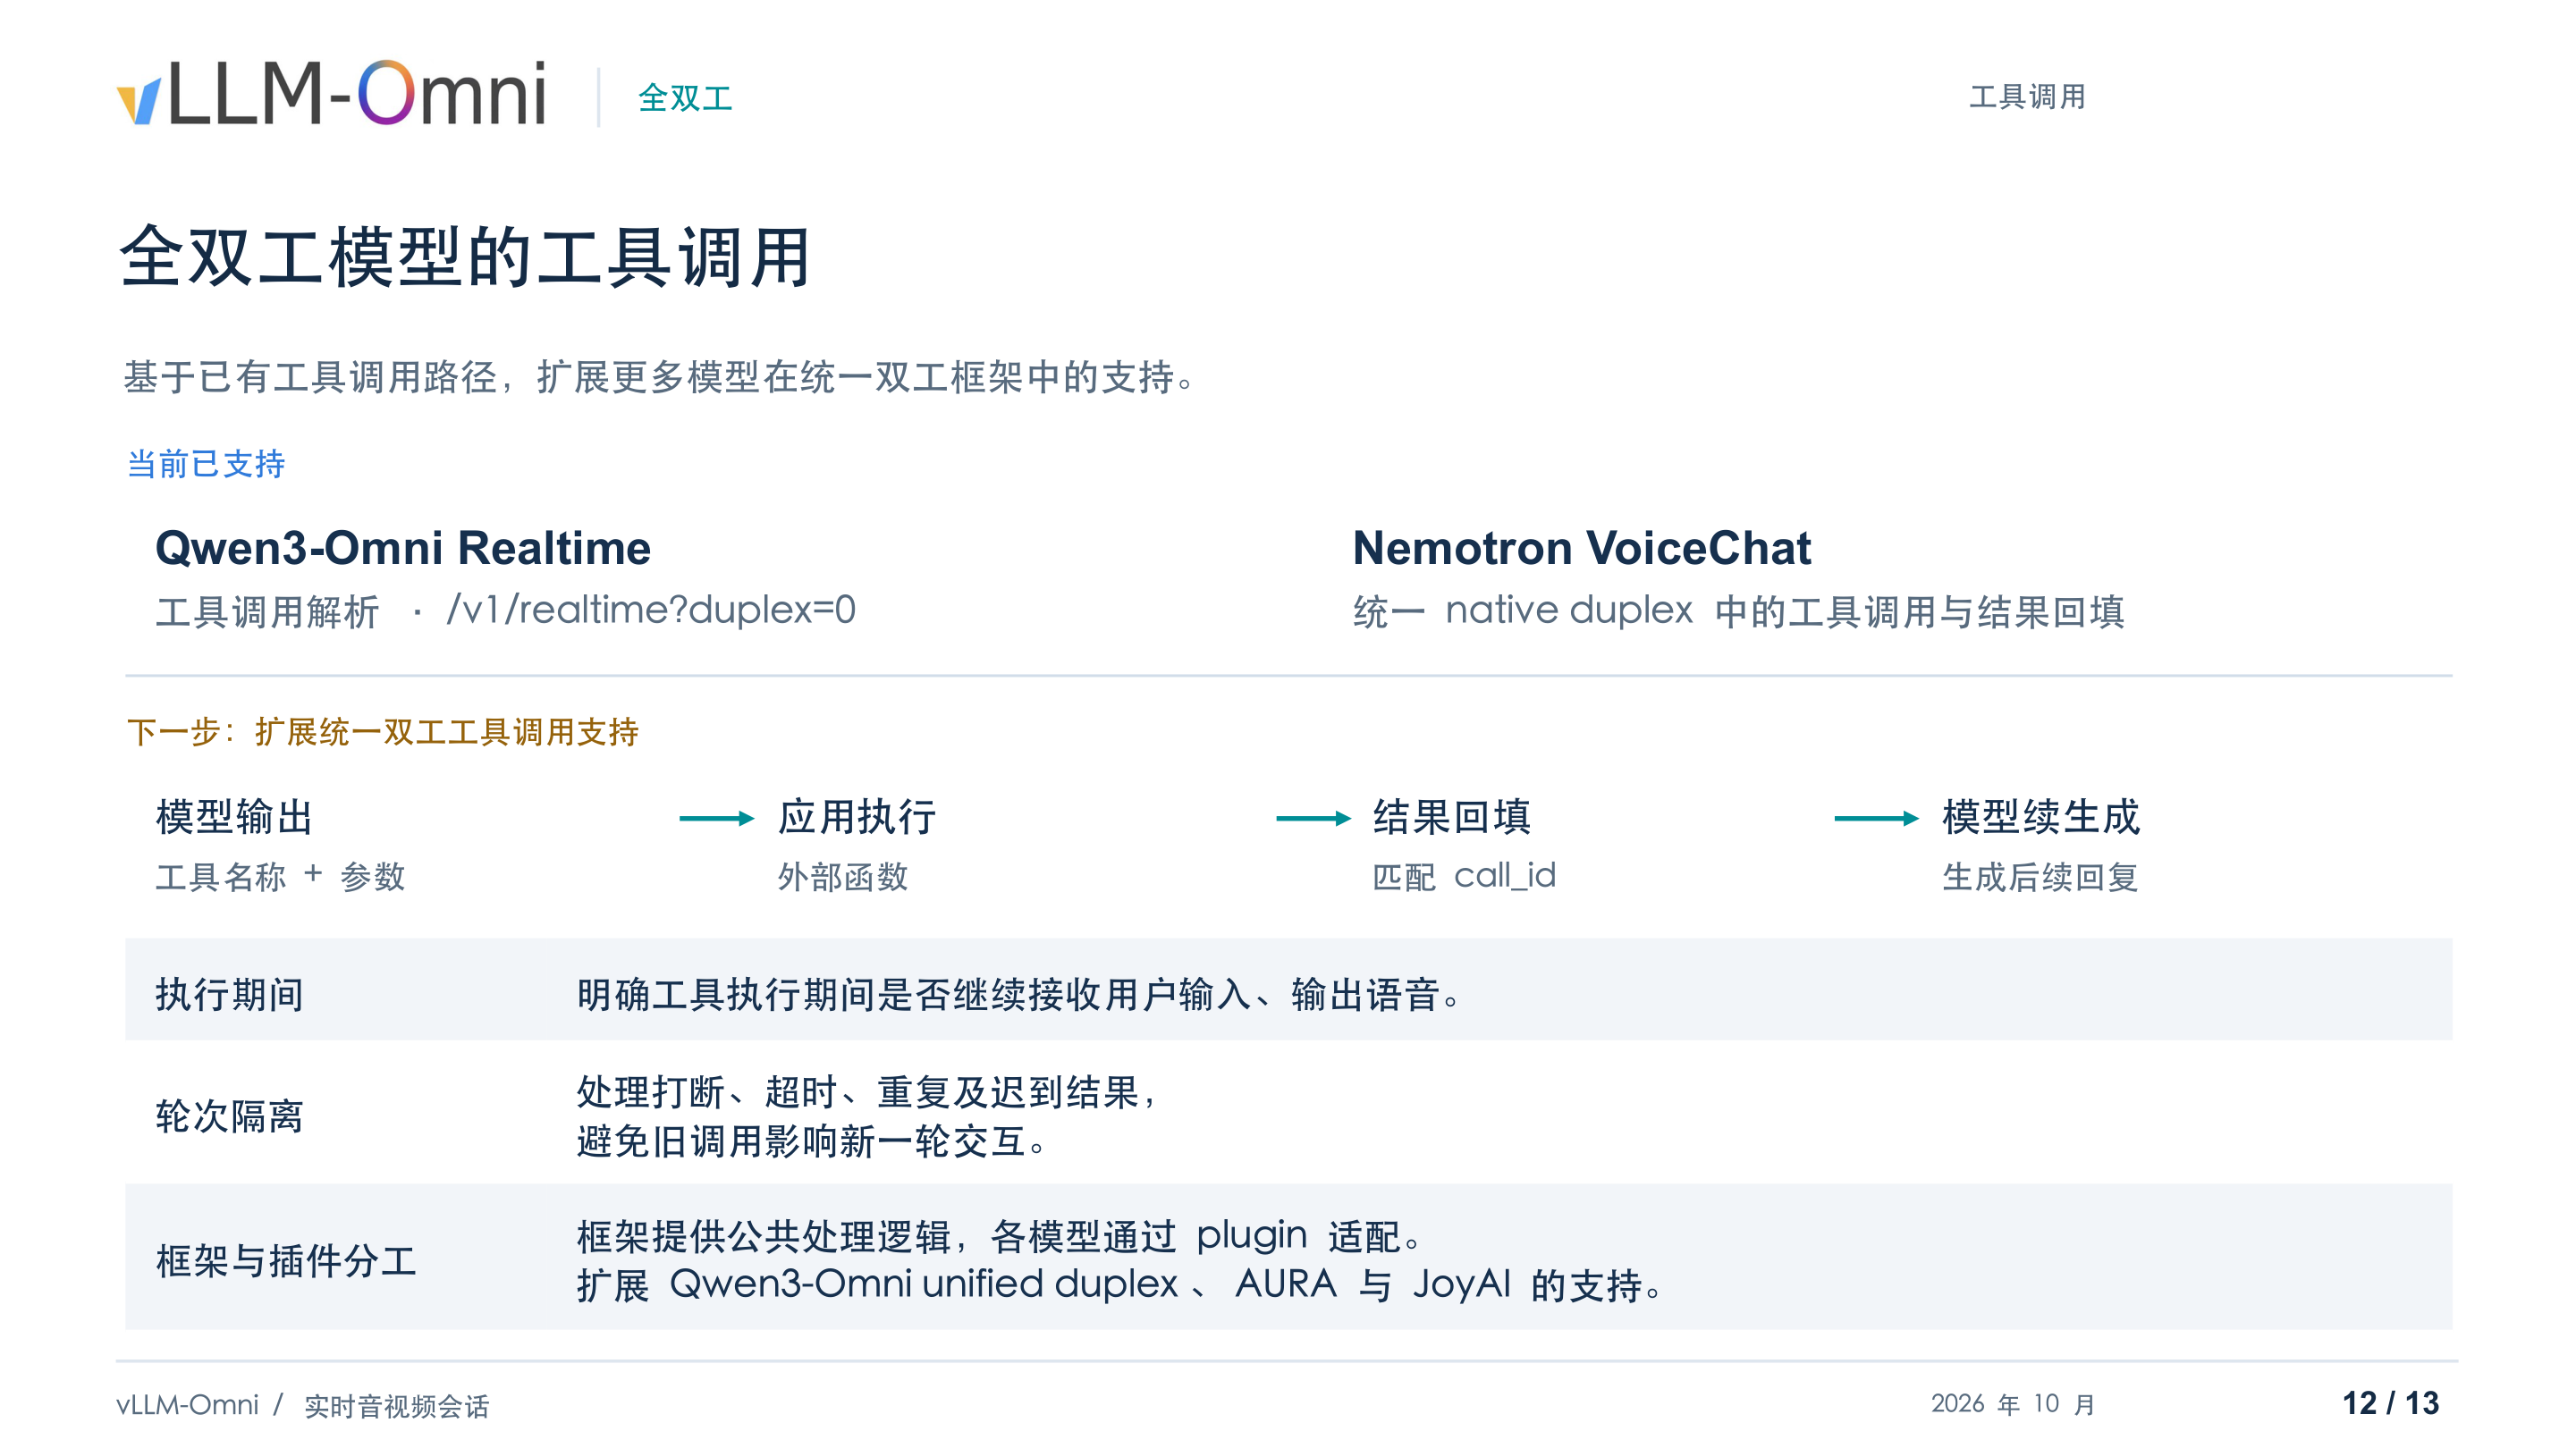 vLLM-Omni
全双工
工具调用
全双工模型的工具调用
基于已有工具调用路径，扩展更多模型在统一双工框架中的支持。
当前已支持
Qwen3-Omni Realtime
工具调用解析 · /v1/realtime?duplex=0
Nemotron VoiceChat
统一 native duplex 中的工具调用与结果回填
下一步：扩展统一双工工具调用支持
模型输出
工具名称 + 参数
应用执行
外部函数
结果回填
匹配 call_id
模型续生成
生成后续回复
执行期间
明确工具执行期间是否继续接收用户输入、输出语音。
轮次隔离
处理打断、超时、重复及迟到结果，
避免旧调用影响新一轮交互。
框架与插件分工
框架提供公共处理逻辑，各模型通过 plugin 适配。
扩展 Qwen3-Omni unified duplex 、 AURA 与 JoyAI 的支持。
vLLM-Omni / 实时音视频会话
2026 年 10 月
12 / 13